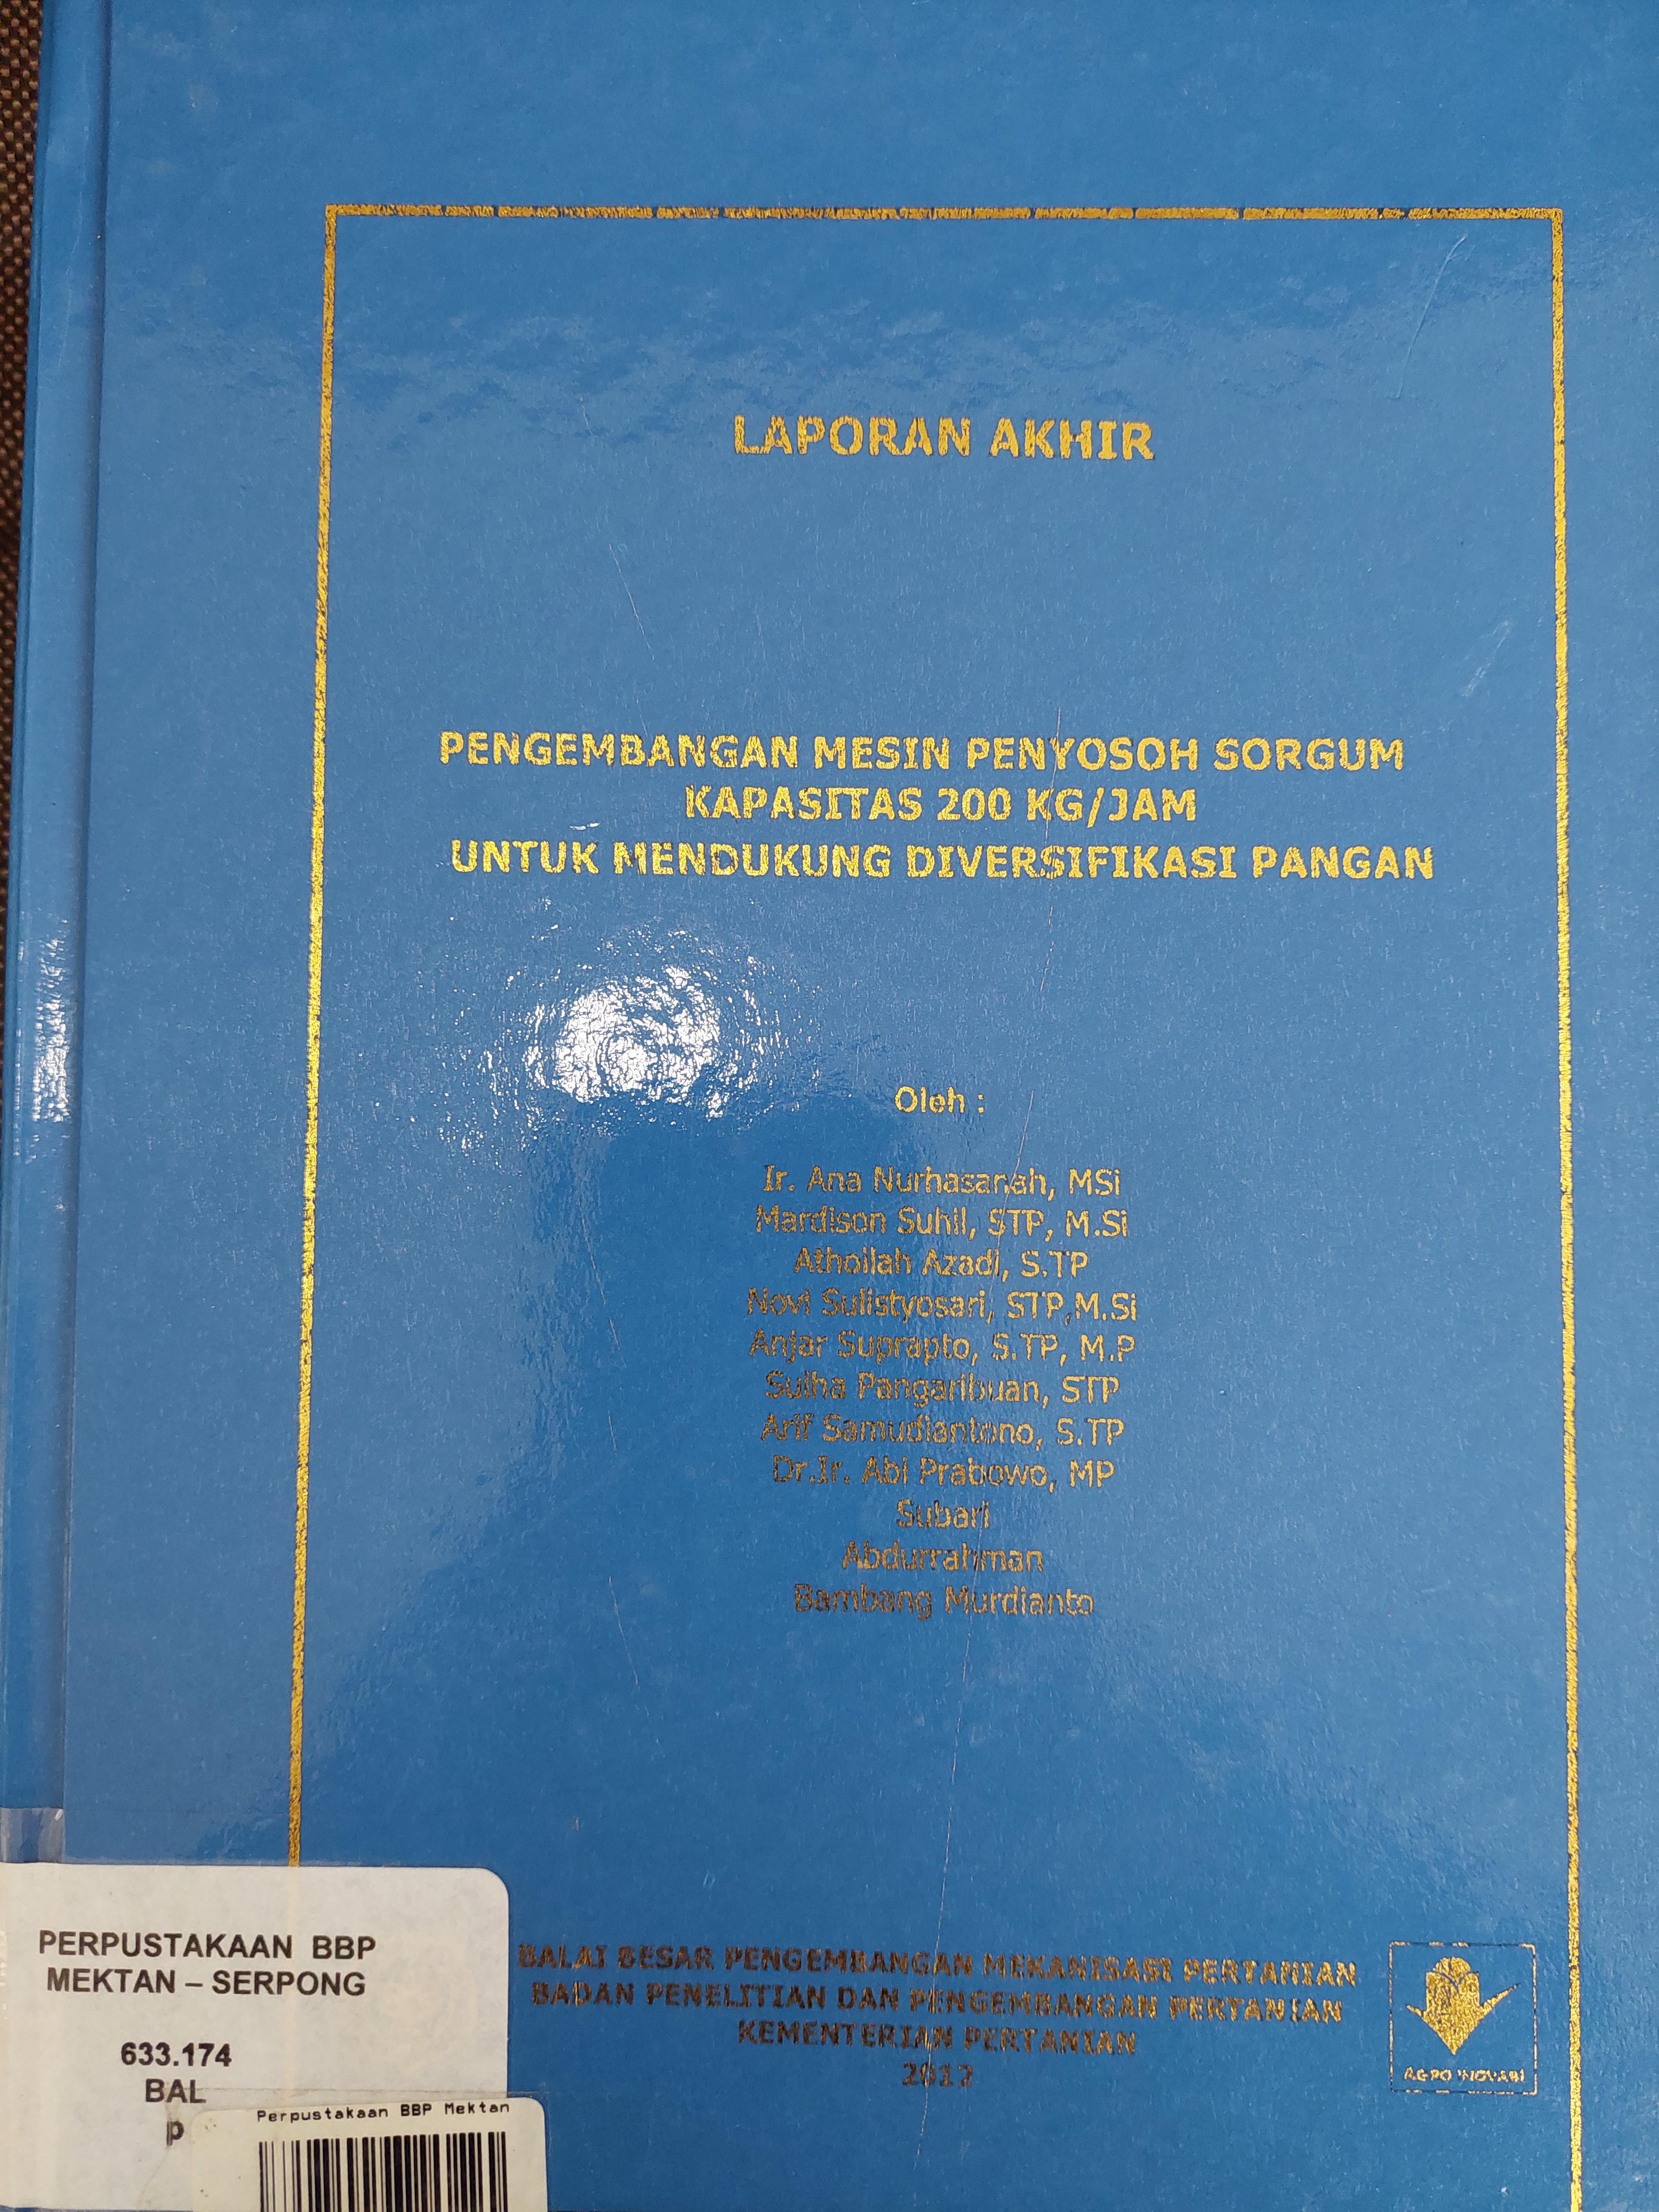 LAPORAN AKHIR
PENGEMBANGAN MESIN PENYOSOH SORGUM
KAPASITAS 200 KG/JAM
UNTUK MENDUKUNG DIVERSIFIKASI PANGAN
Oleh :
Ir. Ana Nurhasanah, MSi
Mardison Suhil, STP, M.Si
Athoilah Azadi, S.TP
Novi Sulistyosari, STP,M.Si
Anjar Suprapto, S.TP, M.P
Sulha Pangaribuan, STP
Arif Samudiantono, S.TP
Dr.Ir. Abi Prabowo, MP
Subari
Abdurrahman
Bambang Murdianto
BALAI BESAR PENGEMBANGAN MEKANISASI PERTANIAN
BADAN PENELITIAN DAN PENGEMBANGAN PERTANIAN
KEMENTERIAN PERTANIAN
2012
AGRO INOVASI
PERPUSTAKAAN BBP
MEKTAN – SERPONG
633.174
BAL
p
Perpustakaan BBP Mektan